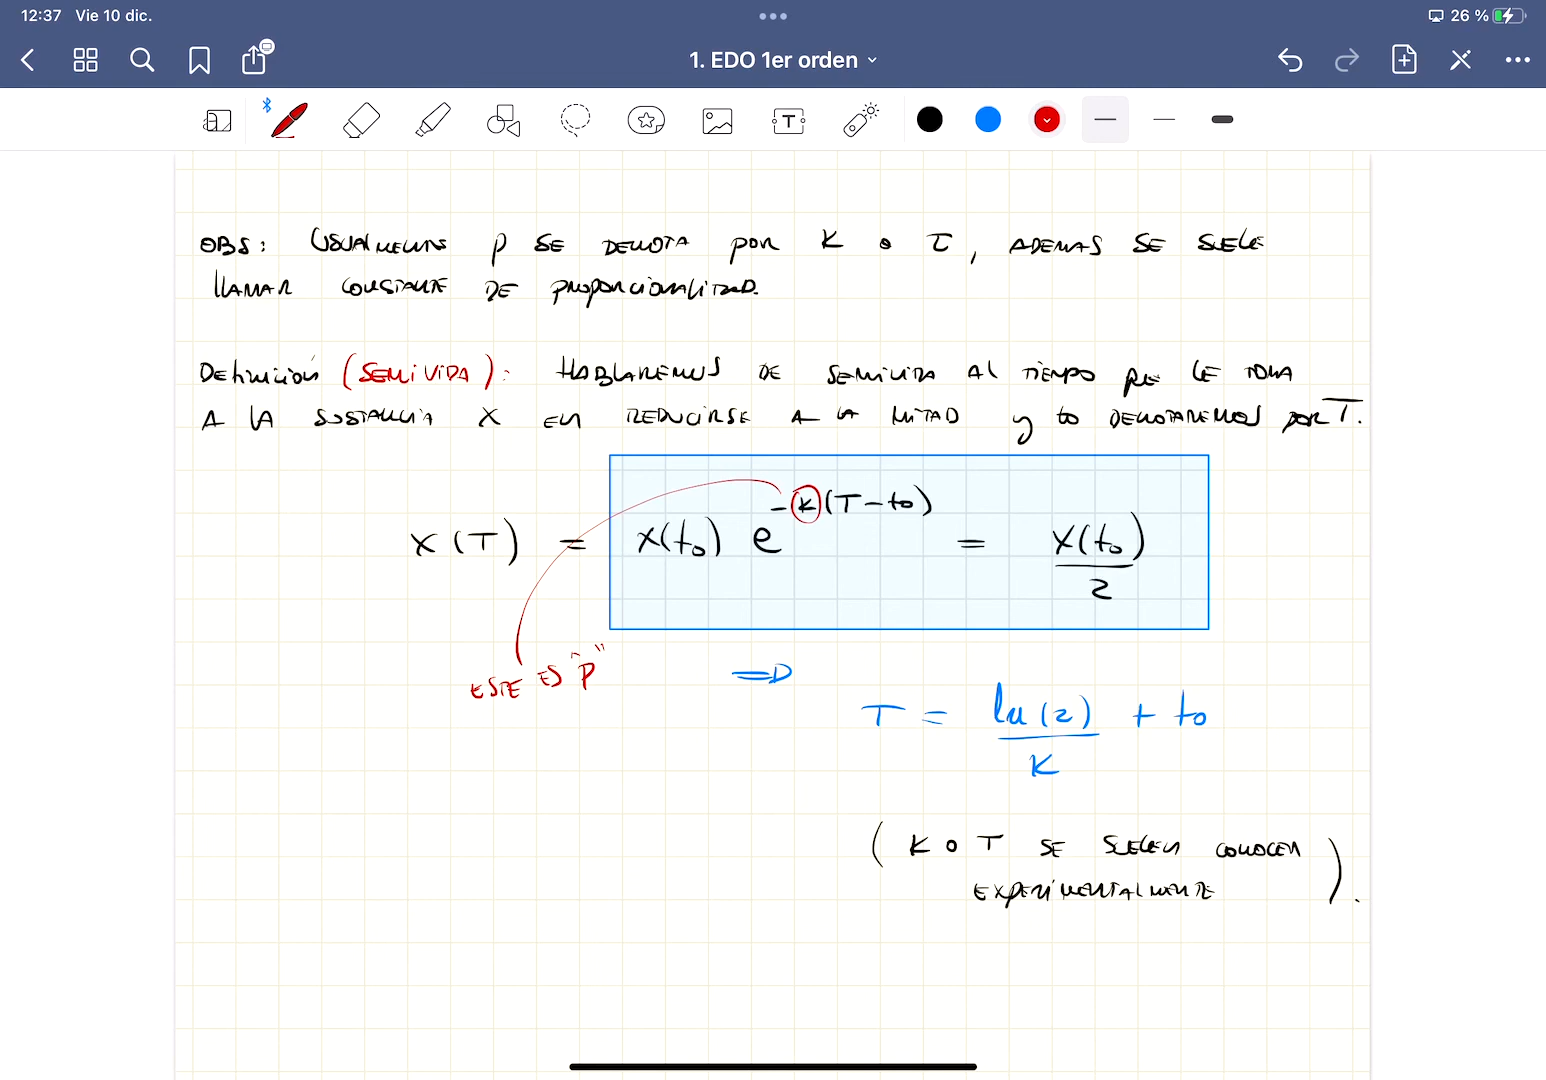 12:37 Vie 10 dic.
26 %
1. EDO 1er orden
OBS: USUALMENTE P SE DENOTA POR K O τ, ADEMAS SE SUELE
LLAMAR CONSTANTE DE PROPORCIONALIDAD.
Definición (SEMIVIDA): HABLAREMOS DE SEMIVIDA AL TIEMPO QUE LE TOMA
A LA SUSTANCIA X EN REDUCIRSE A LA MITAD y LO DENOTAREMOS POR T.
X(T) = X(t₀) e^{-K(T-t₀)} = X(t₀)/2
ESTE ES "P"
⇒
T = ln(2)/K + t₀
( K O T SE SUELEN CONOCER
EXPERIMENTALMENTE ).